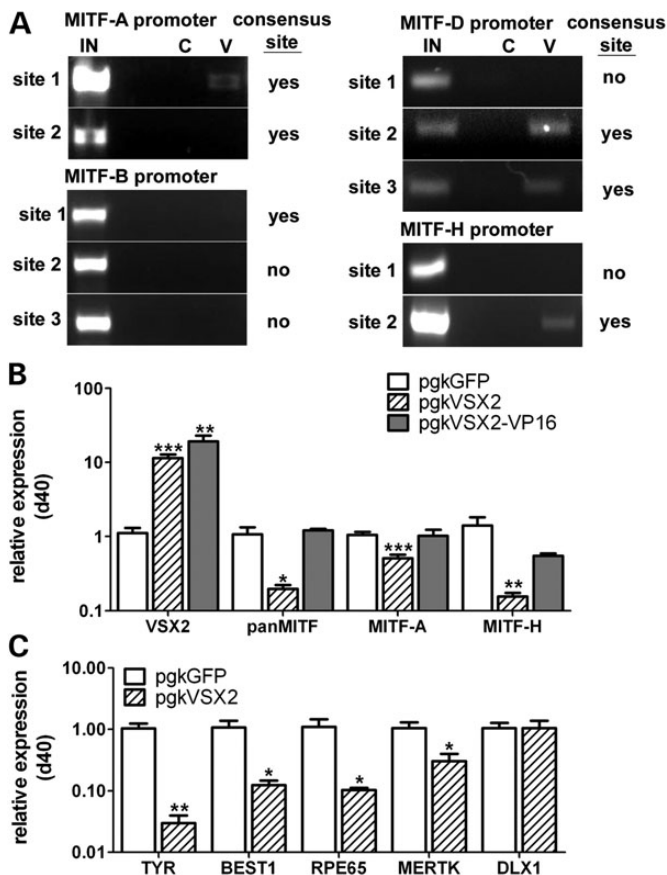 A
MITF-A promoter consensus site
IN C V
site 1 yes
site 2 yes
MITF-B promoter
site 1 yes
site 2 no
site 3 no
MITF-D promoter consensus site
IN C V
site 1 no
site 2 yes
site 3 yes
MITF-H promoter
site 1 no
site 2 yes
B
relative expression
(d40)
100
10
1
0.1
pgkGFP
pgkVSX2
pgkVSX2-VP16
*** ** * *** **
VSX2 panMITF MITF-A MITF-H
C
relative expression
(d40)
10.00
1.00
0.10
0.01
pgkGFP
pgkVSX2
** * * *
TYR BEST1 RPE65 MERTK DLX1